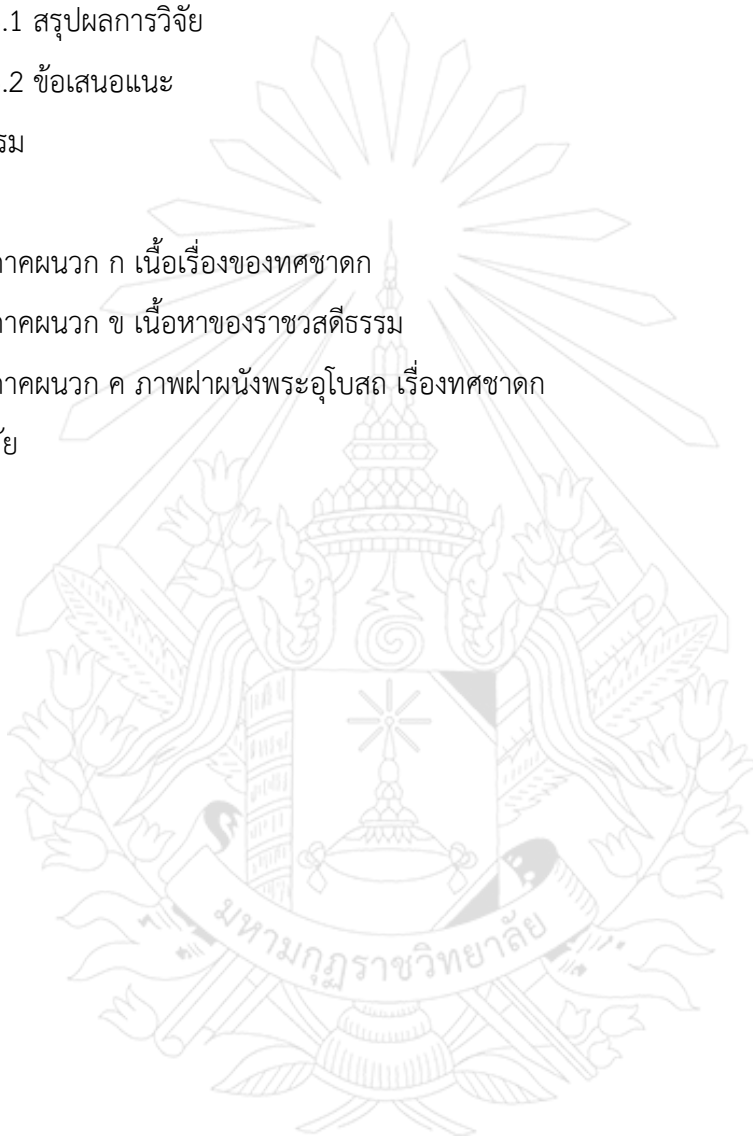 .1 สรุปผลการวิจัย
.2 ข้อเสนอแนะ
รม
าคผนวก ก เนื้อเรื่องของทศชาดก
าคผนวก ข เนื้อหาของราชวสดีธรรม
าคผนวก ค ภาพฝาผนังพระอุโบสถ เรื่องทศชาดก
ัย
มหามกุฏราชวิทยาลัย